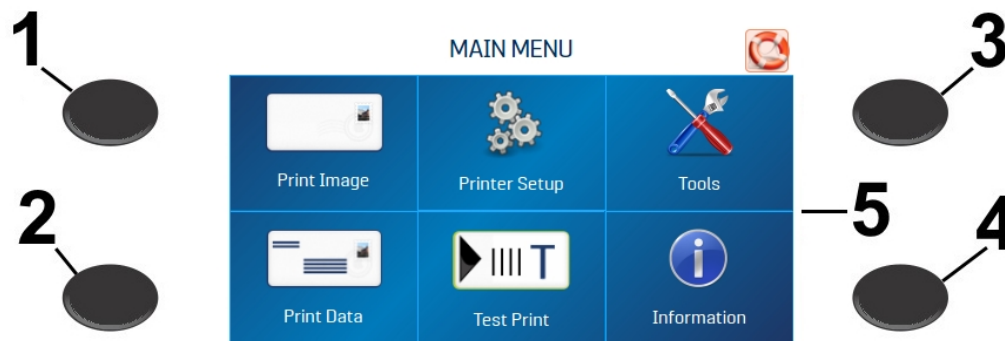 1
3
MAIN MENU
Print Image
Printer Setup
Tools
2
5
4
Print Data
Test Print
Information
T